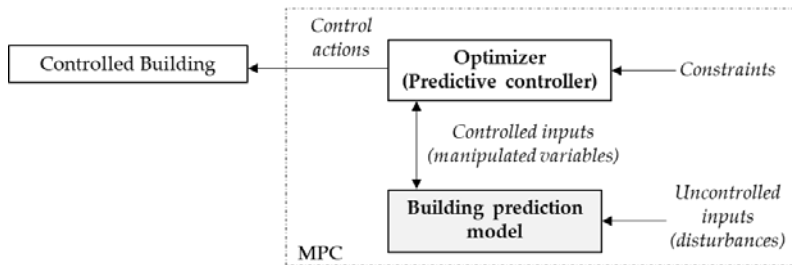 Control
actions
Controlled Building
Optimizer
(Predictive controller)
Constraints
Controlled inputs
(manipulated variables)
Building prediction
model
Uncontrolled
inputs
(disturbances)
MPC